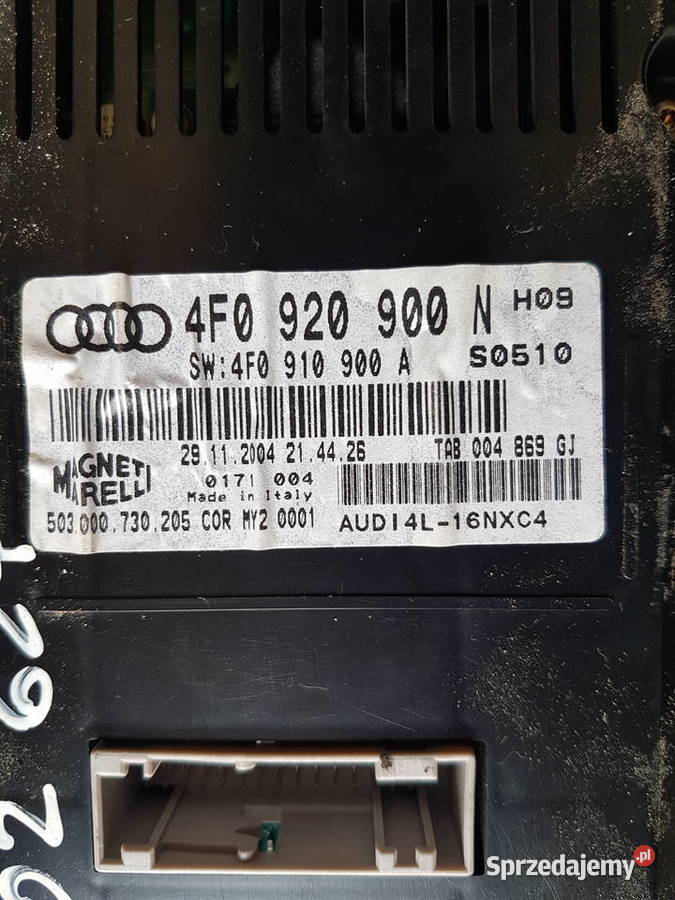 4F0 920 900 N H09
SW:4F0 910 900 A S0510
29.11.2004 21.44.26 TAB 004 869 GJ
MAGNETI MARELLI
0171 004
Made in Italy
503.000.730.205 COR MY2 0001 AUDI4L-16NXC4
Sprzedajemy.pl